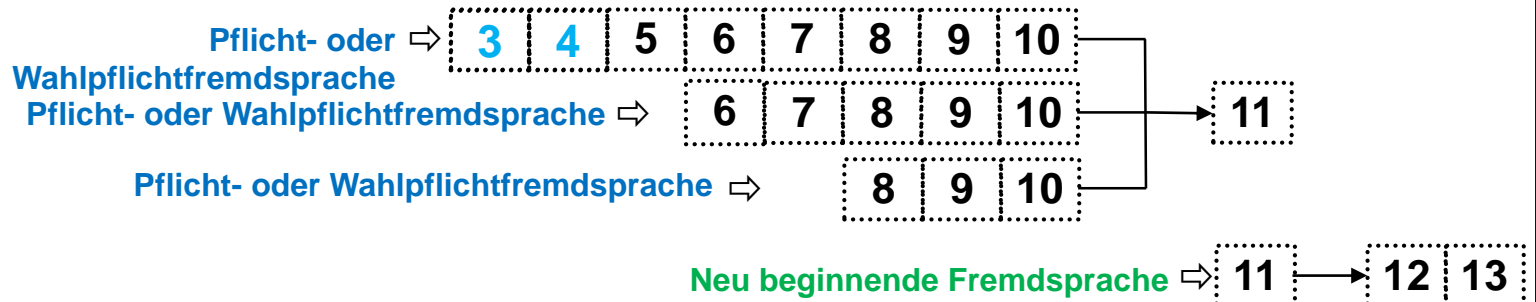 Pflicht- oder ⇨ 3 4 5 6 7 8 9 10
Wahlpflichtfremdsprache
Pflicht- oder Wahlpflichtfremdsprache ⇨ 6 7 8 9 10 11
Pflicht- oder Wahlpflichtfremdsprache ⇨ 8 9 10
Neu beginnende Fremdsprache ⇨ 11 12 13